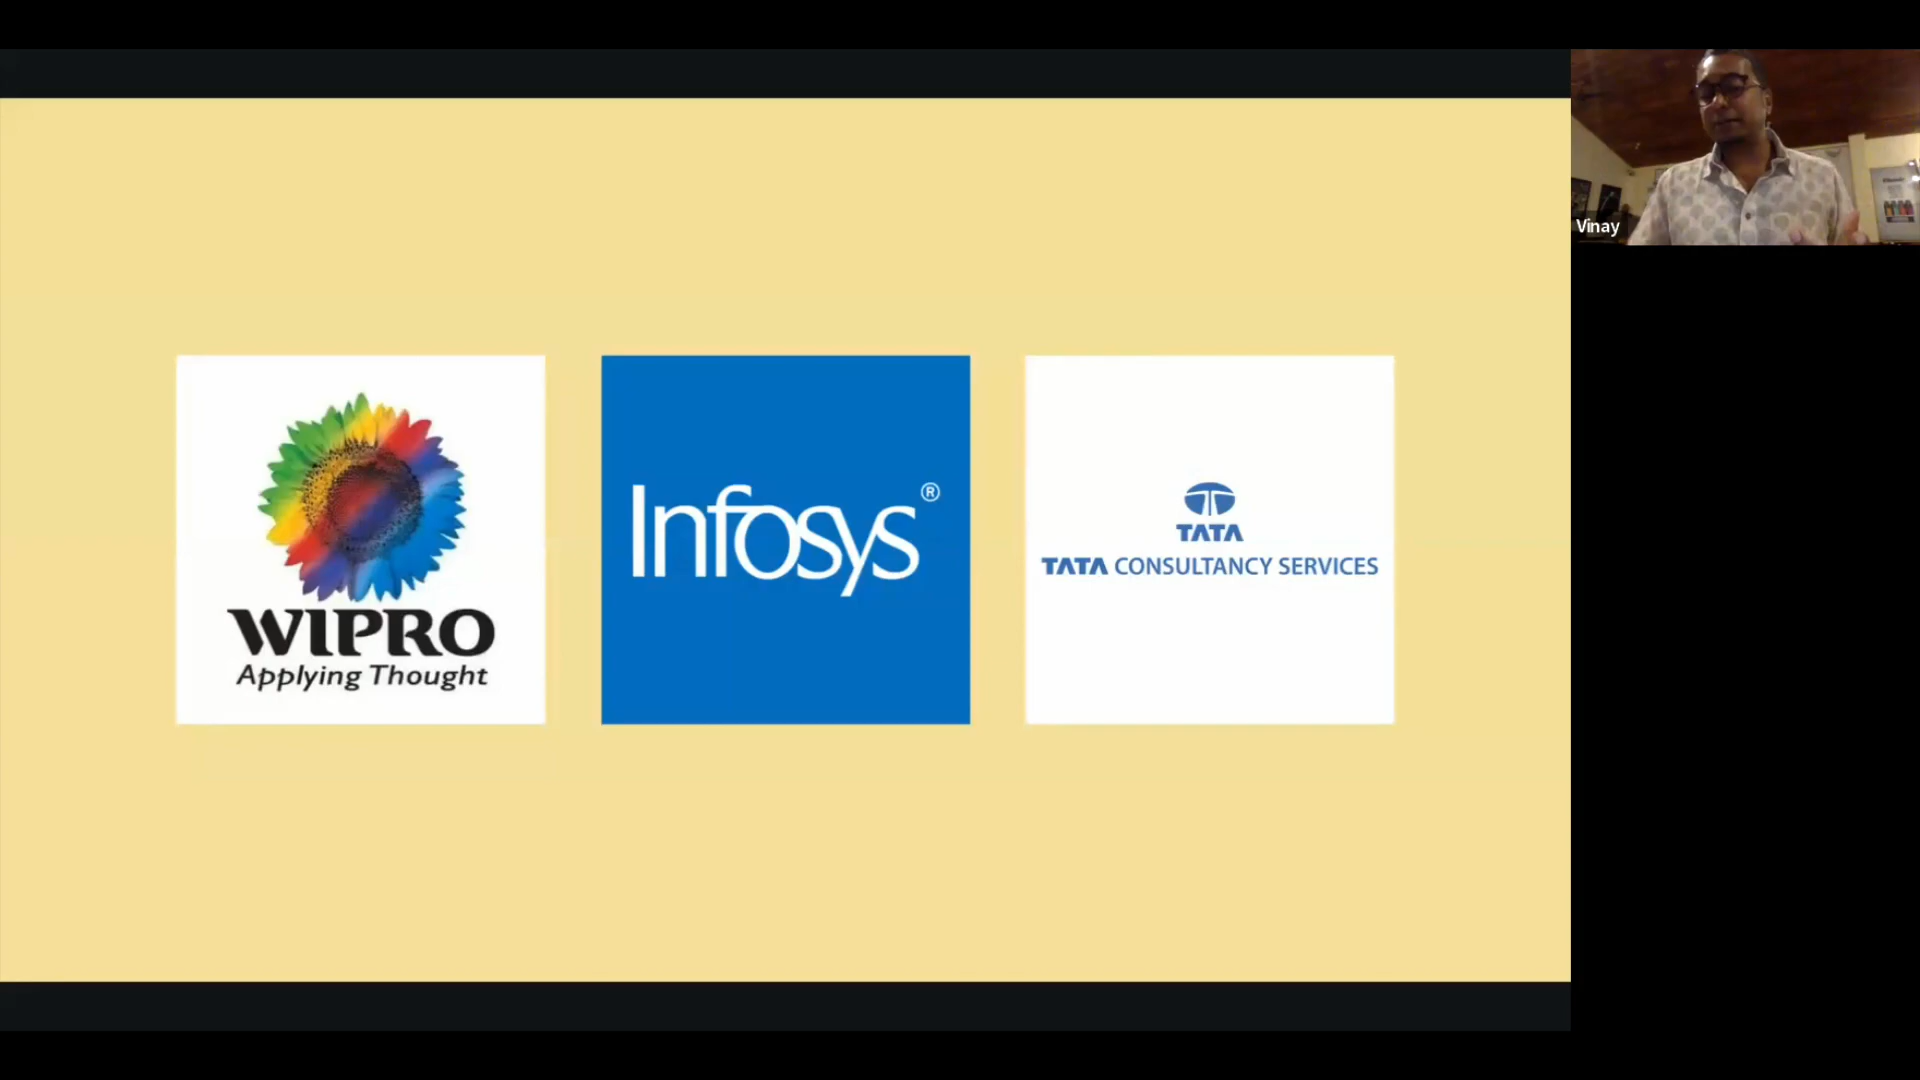 WIPRO
Applying Thought
Infosys®
TATA
TATA CONSULTANCY SERVICES
Vinay